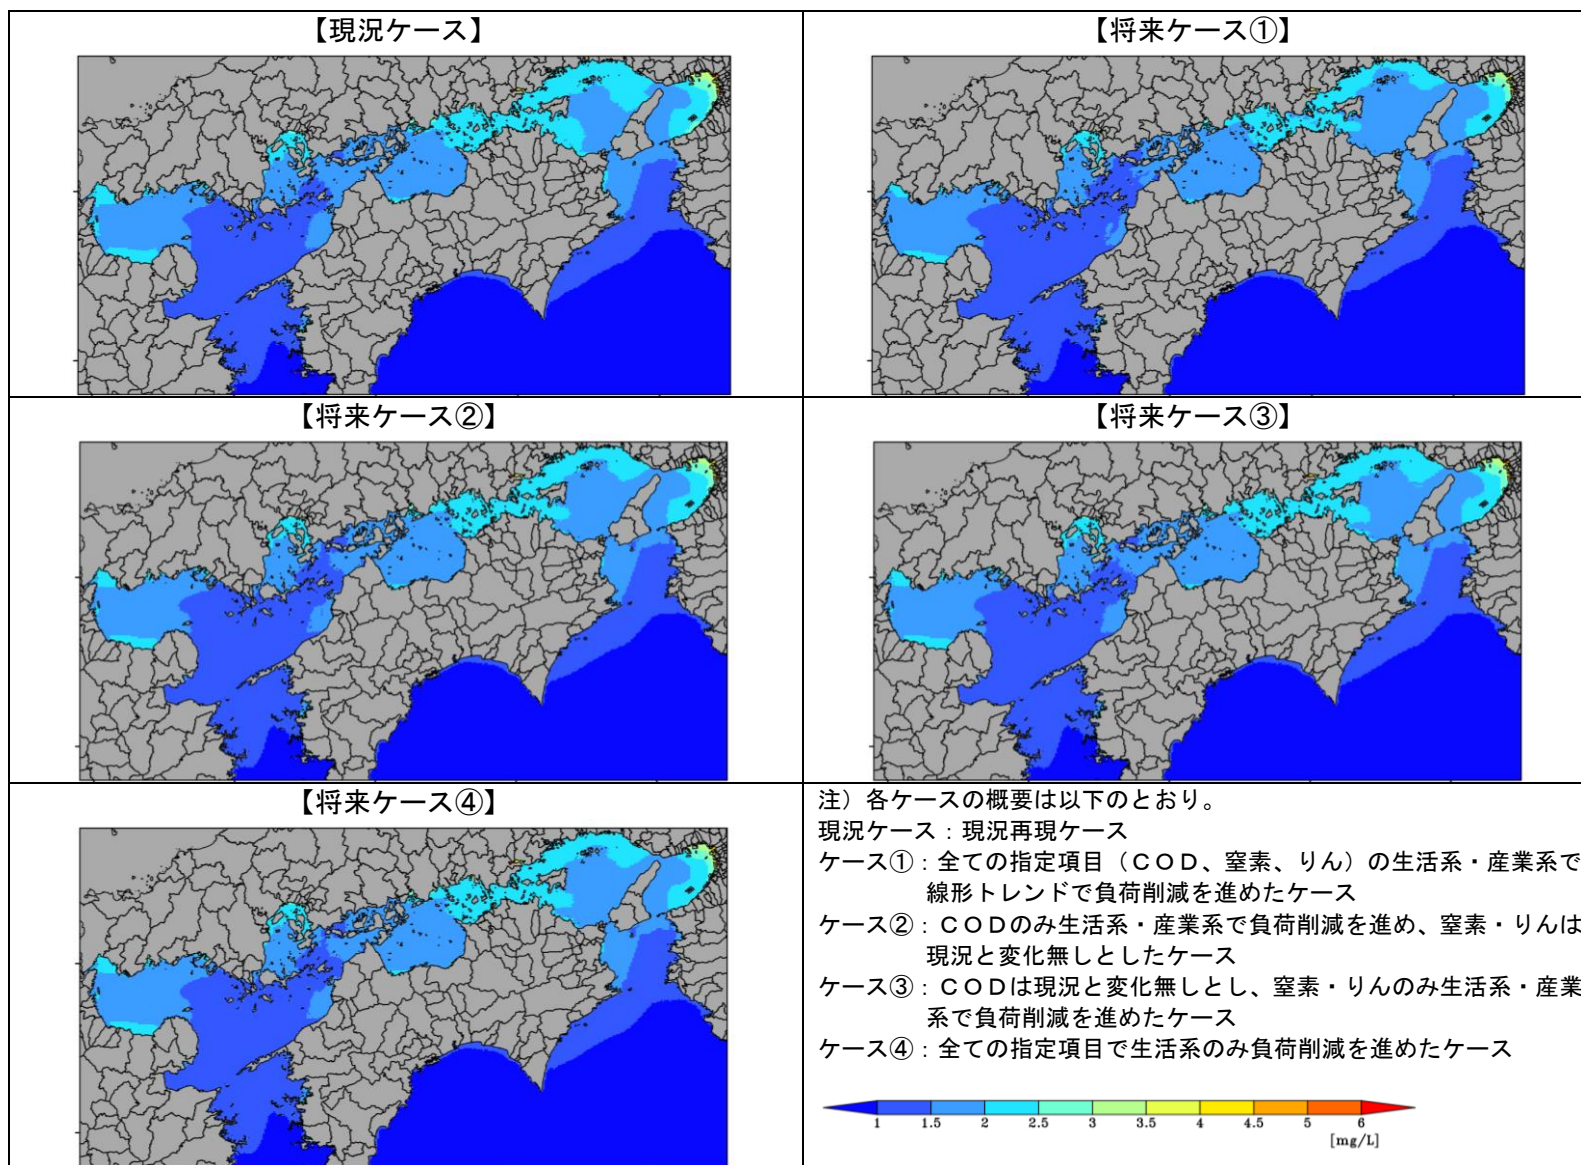 【現況ケース】
【将来ケース①】
【将来ケース②】
【将来ケース③】
【将来ケース④】
注）各ケースの概要は以下のとおり。
現況ケース：現況再現ケース
ケース①：全ての指定項目（ＣＯＤ、窒素、りん）の生活系・産業系で
線形トレンドで負荷削減を進めたケース
ケース②：ＣＯＤのみ生活系・産業系で負荷削減を進め、窒素・りんは
現況と変化無しとしたケース
ケース③：ＣＯＤは現況と変化無しとし、窒素・りんのみ生活系・産業
系で負荷削減を進めたケース
ケース④：全ての指定項目で生活系のみ負荷削減を進めたケース
1 1.5 2 2.5 3 3.5 4 4.5 5 6
[mg/L]